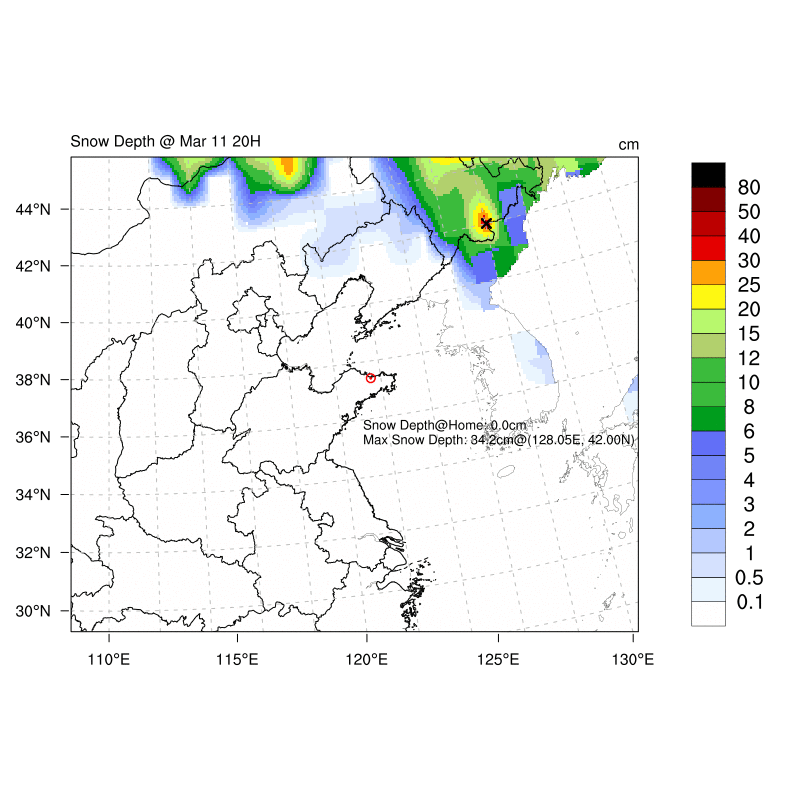 Snow Depth @ Mar 11 20H
cm
44°N
42°N
40°N
38°N
36°N
34°N
32°N
30°N
110°E
115°E
120°E
125°E
130°E
Snow Depth@Home: 0.0cm
Max Snow Depth: 34.2cm@(128.05E, 42.00N)
80
50
40
30
25
20
15
12
10
8
6
5
4
3
2
1
0.5
0.1